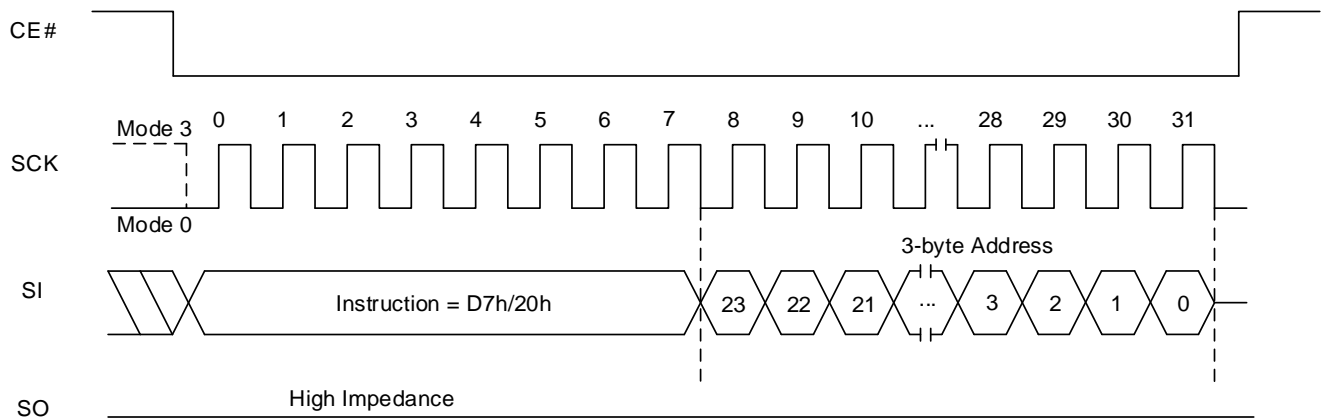 CE#
Mode 3
0 1 2 3 4 5 6 7 8 9 10 ... 28 29 30 31
SCK
Mode 0
3-byte Address
SI
Instruction = D7h/20h
23 22 21 ... 3 2 1 0
High Impedance
SO